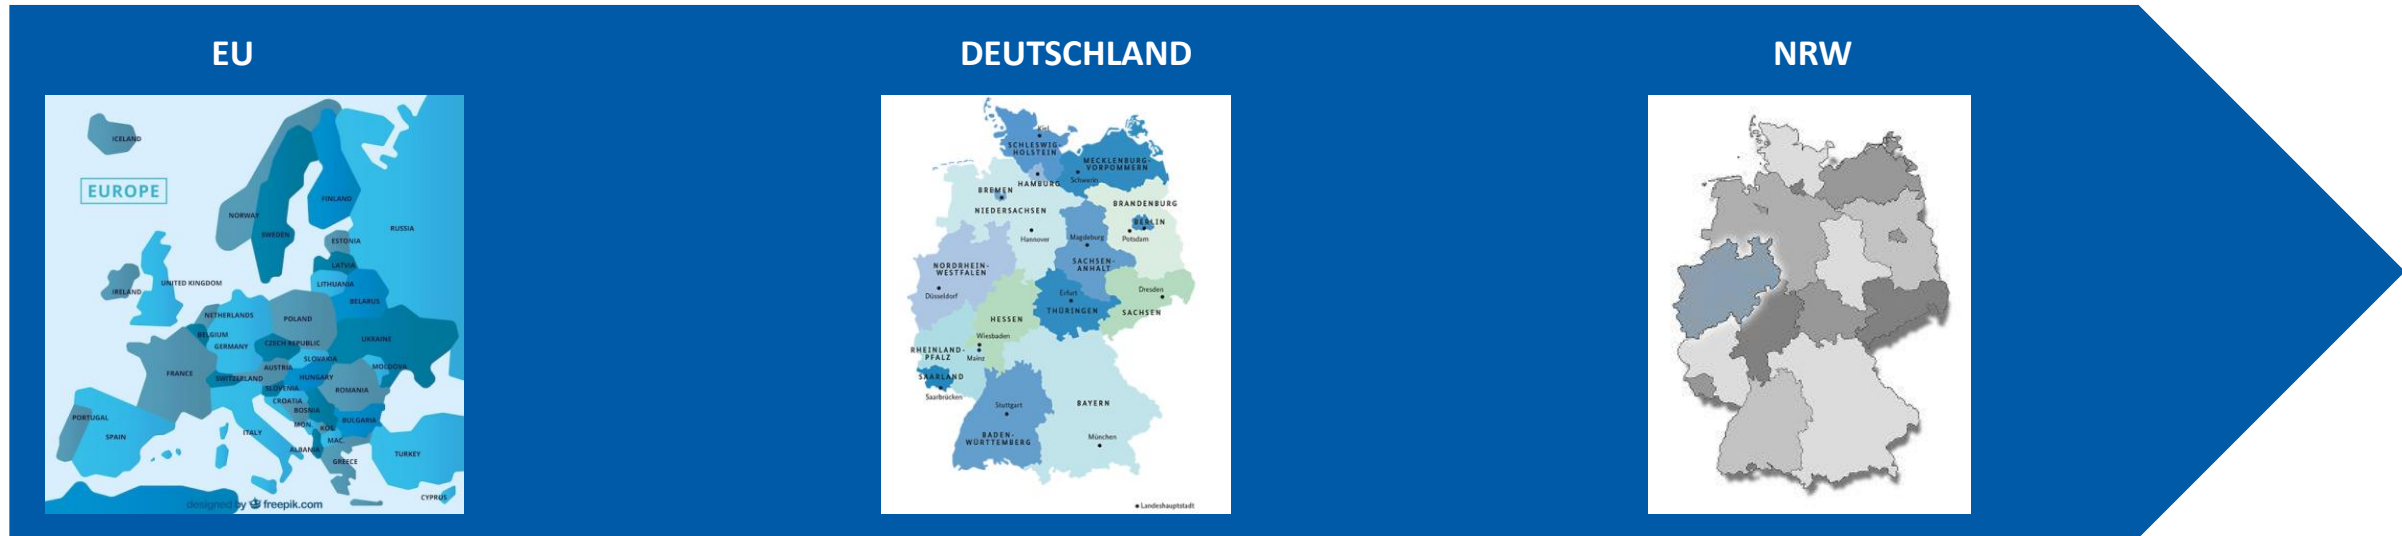 EU
DEUTSCHLAND
NRW
ICELAND
EUROPE
NORWAY
SWEDEN
FINLAND
RUSSIA
ESTONIA
LATVIA
LITHUANIA
BELARUS
IRELAND
UNITED KINGDOM
NETHERLANDS
POLAND
BELGIUM
GERMANY
CZECH REPUBLIC
UKRAINE
SLOVAKIA
FRANCE
SWITZERLAND
AUSTRIA
HUNGARY
MOLDOVA
SLOVENIA
ROMANIA
CROATIA
BOSNIA
PORTUGAL
SPAIN
ITALY
MON.
KOS.
BULGARIA
MAC.
ALBANIA
GREECE
TURKEY
CYPRUS
designed by freepik.com
Kiel
SCHLESWIG-
HOLSTEIN
MECKLENBURG-
VORPOMMERN
Schwerin
HAMBURG
BREMEN
NIEDERSACHSEN
BRANDENBURG
BERLIN
Hannover
Magdeburg
Potsdam
NORDRHEIN-
WESTFALEN
SACHSEN-
ANHALT
Düsseldorf
Erfurt
Dresden
HESSEN
THÜRINGEN
SACHSEN
Wiesbaden
RHEINLAND-
PFALZ
Mainz
SAARLAND
Saarbrücken
Stuttgart
BAYERN
BADEN-
WÜRTTEMBERG
München
Landeshauptstadt